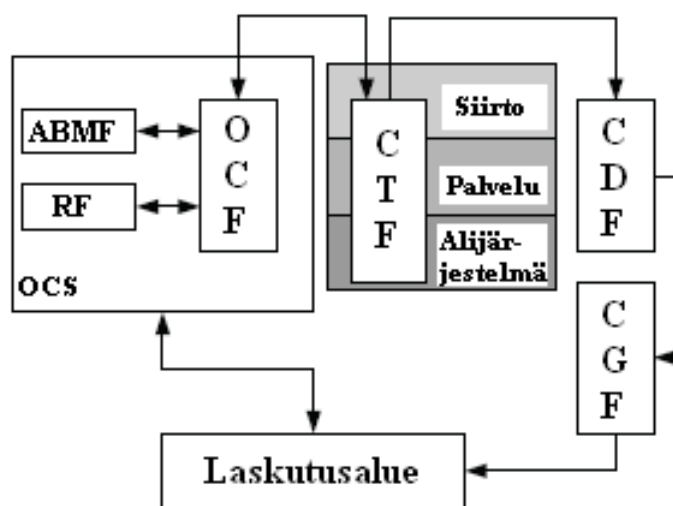 ABMF
RF
OCS
O
C
F
C
T
F
Siirto
Palvelu
Alijär-
jestelmä
C
D
F
C
G
F
Laskutusalue